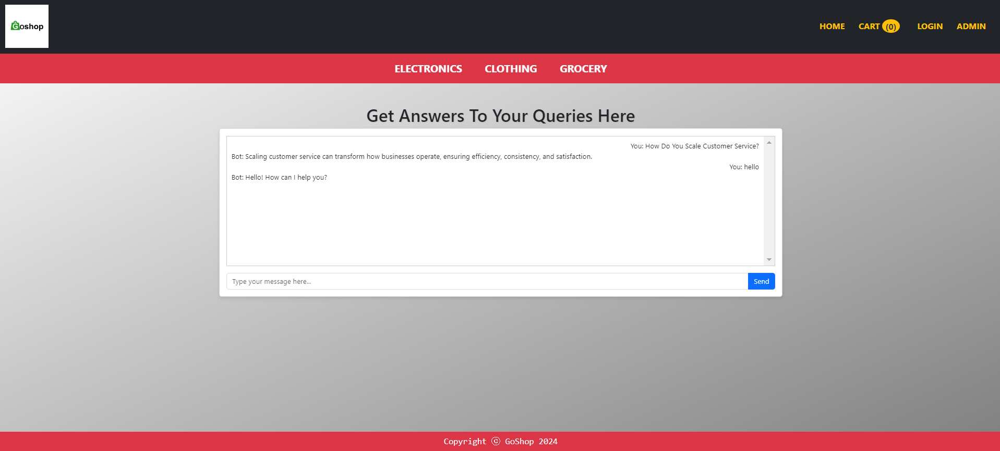 Goshop
HOME CART (0) LOGIN ADMIN
ELECTRONICS CLOTHING GROCERY
Get Answers To Your Queries Here
You: How Do You Scale Customer Service?
Bot: Scaling customer service can transform how businesses operate, ensuring efficiency, consistency, and satisfaction.
You: hello
Bot: Hello! How can I help you?
Type your message here...
Send
Copyright ⓒ GoShop 2024